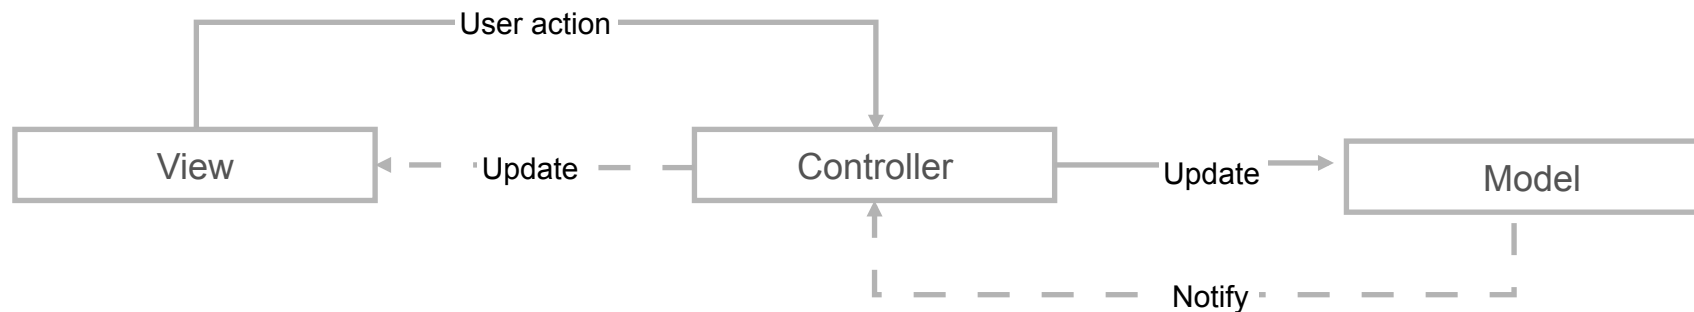 User action
View
Update
Controller
Update
Model
Notify